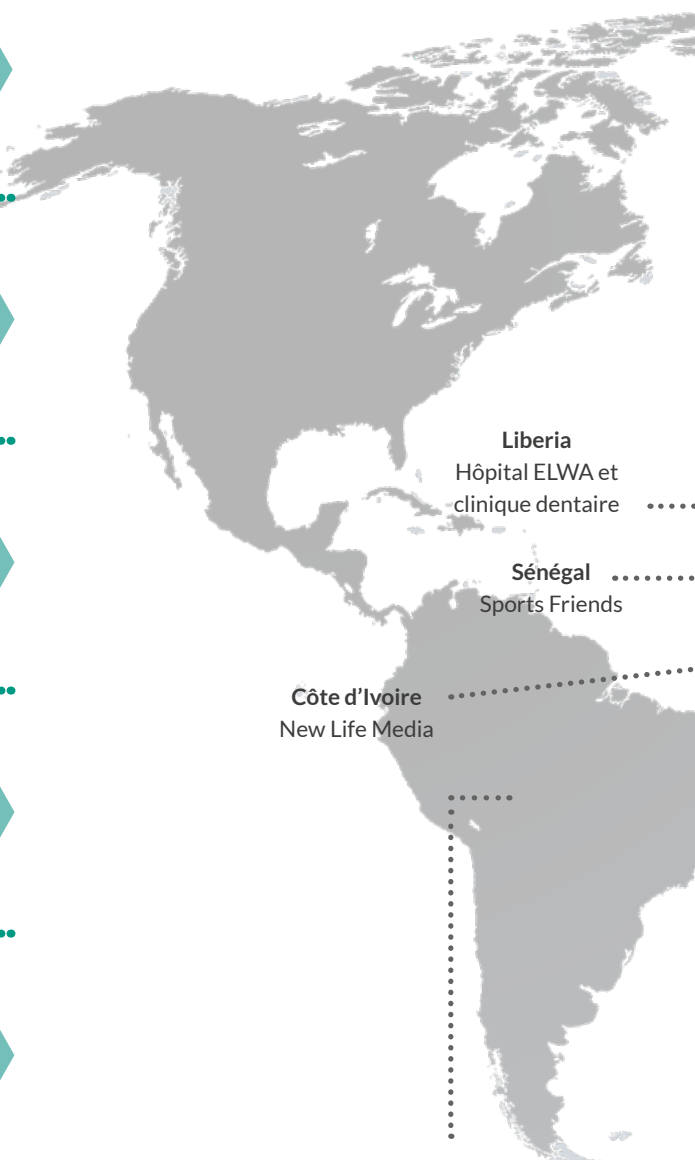 Liberia
Hôpital ELWA et
clinique dentaire
Sénégal
Sports Friends
Côte d’Ivoire
New Life Media